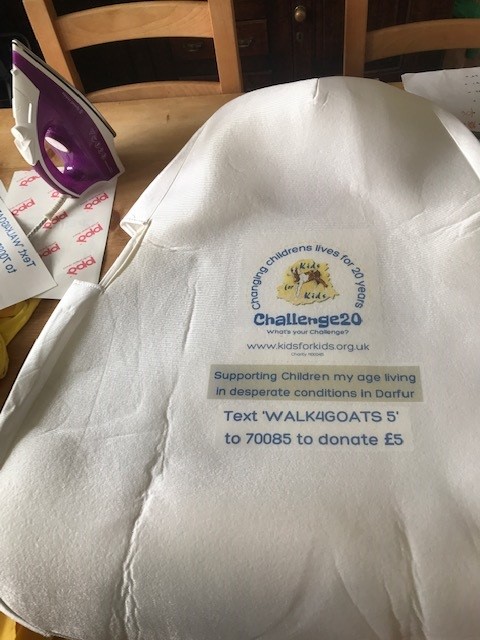 Changing childrens lives for 20 years
Kids
for
Kids
Challenge20
What's your Challenge?
www.kidsforkids.org.uk
Supporting Children my age living
in desperate conditions in Darfur
Text 'WALK4GOATS 5'
to 70085 to donate £5